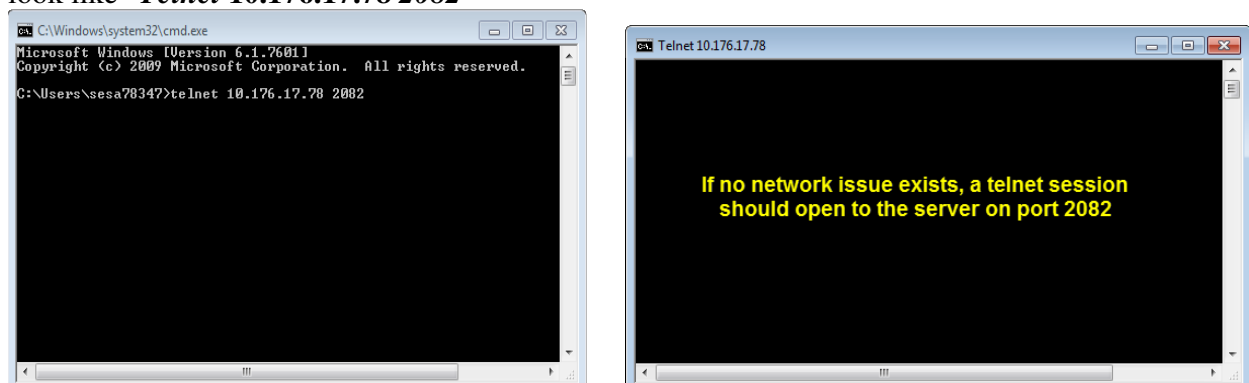 look like "Telnet 10.176.17.78 2082"
C:\Windows\system32\cmd.exe
Microsoft Windows [Version 6.1.7601]
Copyright (c) 2009 Microsoft Corporation.  All rights reserved.
C:\Users\sesa78347>telnet 10.176.17.78 2082
Telnet 10.176.17.78
If no network issue exists, a telnet session
should open to the server on port 2082